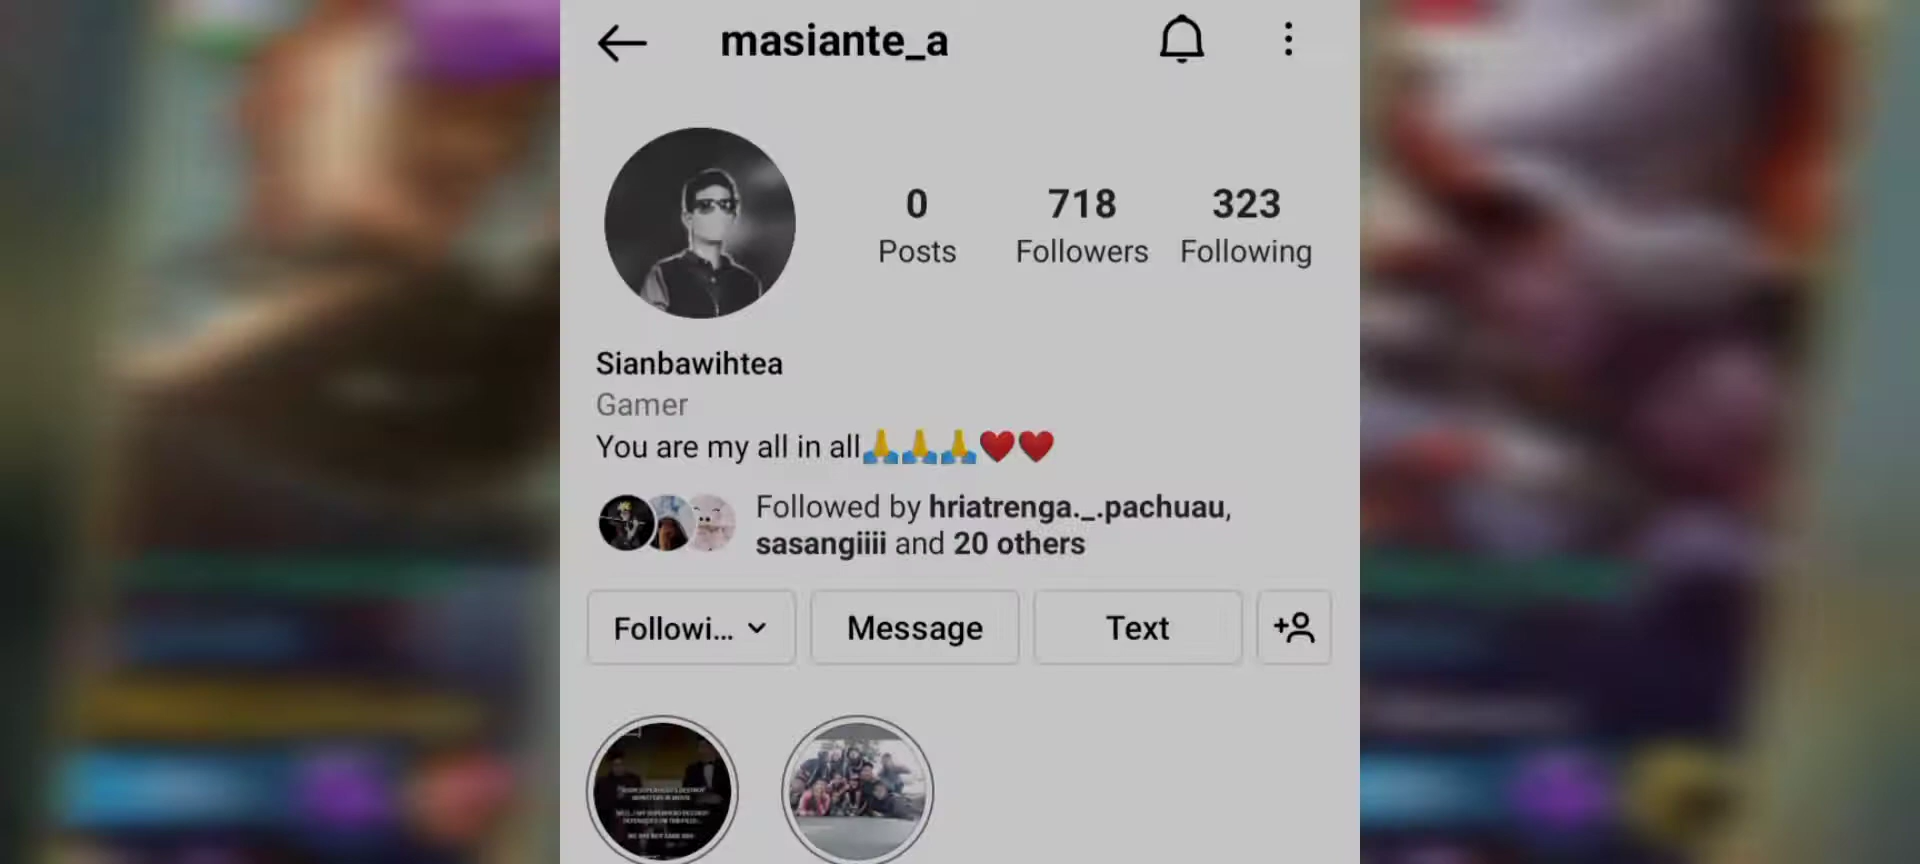 masiante_a
0
Posts
718
Followers
323
Following
Sianbawihtea
Gamer
You are my all in all🙏🙏🙏❤️❤️
Followed by hriatrenga._.pachuau,
sasangiiii and 20 others
Followi...
Message
Text